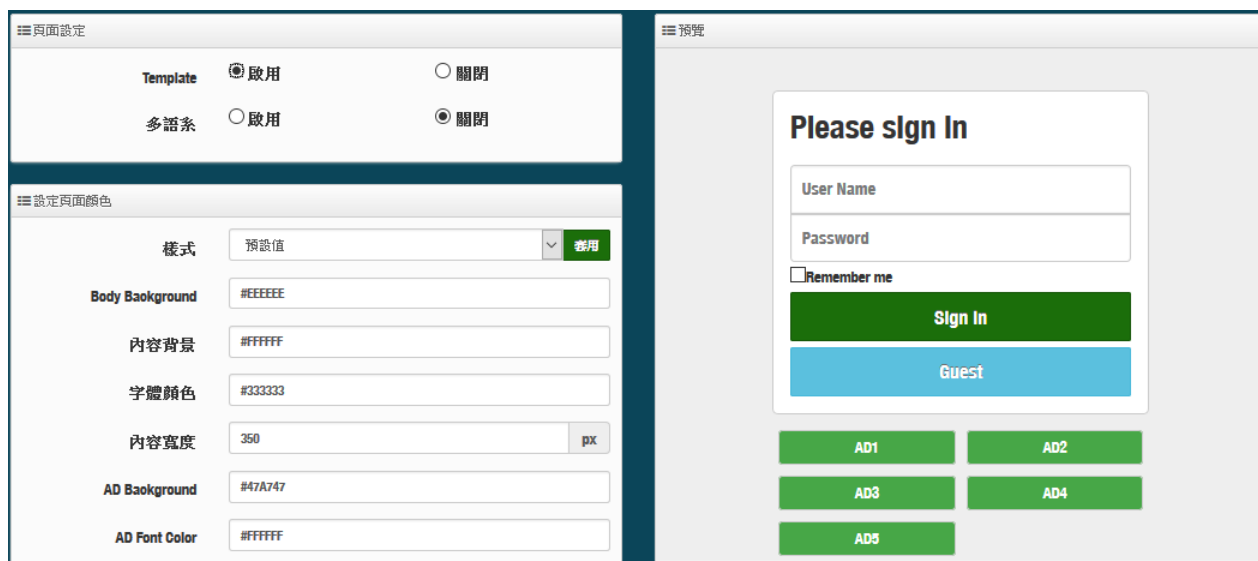 頁面設定
Template 啟用 關閉
多語系 啟用 關閉
設定頁面顏色
樣式 預設值 套用
Body Background #EEEEEE
內容背景 #FFFFFF
字體顏色 #333333
內容寬度 350 px
AD Background #47A747
AD Font Color #FFFFFF
預覽
Please sign in
User Name
Password
Remember me
Sign in
Guest
AD1 AD2
AD3 AD4
AD5